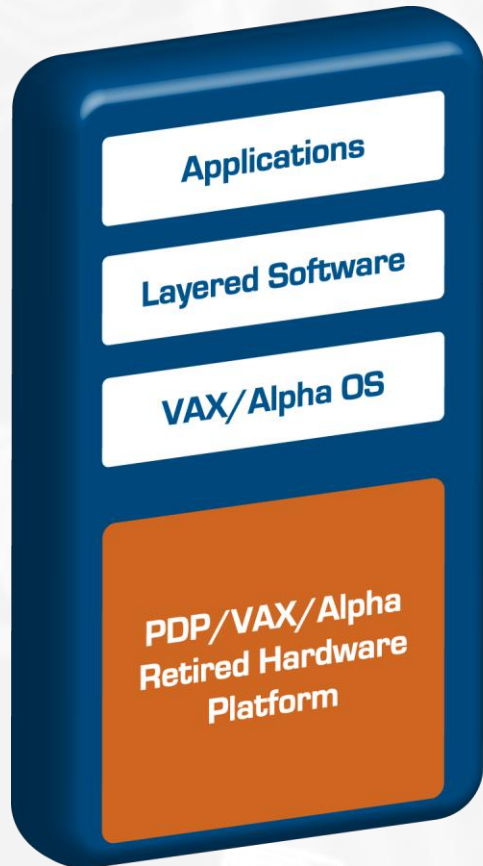 Applications
Layered Software
VAX/Alpha OS
PDP/VAX/Alpha
Retired Hardware
Platform